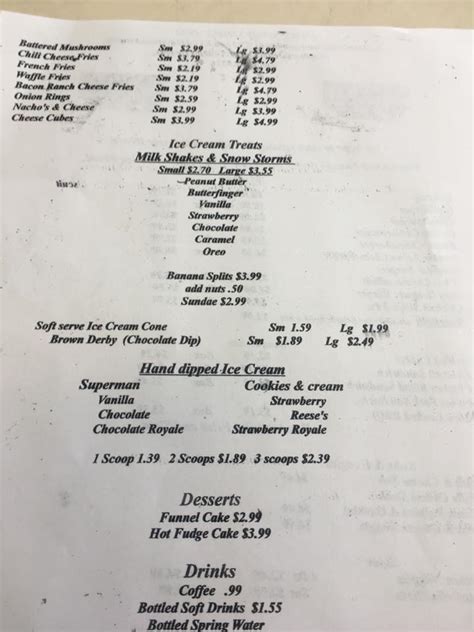 Battered Mushrooms Sm $2.99 Lg $3.99
Chili Cheese Fries Sm $3.79 Lg $4.79
French Fries Sm $2.19 Lg $2.99
Waffle Fries Sm $2.19 Lg $2.99
Bacon Ranch Cheese Fries Sm $3.79 Lg $4.79
Onion Rings Sm $2.59 Lg $2.99
Nacho's & Cheese Sm $2.99 Lg $3.99
Cheese Cubes Sm $3.99 Lg $4.99
Ice Cream Treats
Milk Shakes & Snow Storms
Small $2.70 Large $3.55
Peanut Butter
Butterfinger
Vanilla
Strawberry
Chocolate
Caramel
Oreo
Banana Splits $3.99
add nuts .50
Sundae $2.99
Soft serve Ice Cream Cone Sm 1.59 Lg $1.99
Brown Derby (Chocolate Dip) Sm $1.89 Lg $2.49
Hand dipped Ice Cream
Superman Cookies & cream
Vanilla Strawberry
Chocolate Reese's
Chocolate Royale Strawberry Royale
1 Scoop 1.39 2 Scoops $1.89 3 scoops $2.39
Desserts
Funnel Cake $2.99
Hot Fudge Cake $3.99
Drinks
Coffee .99
Bottled Soft Drinks $1.55
Bottled Spring Water